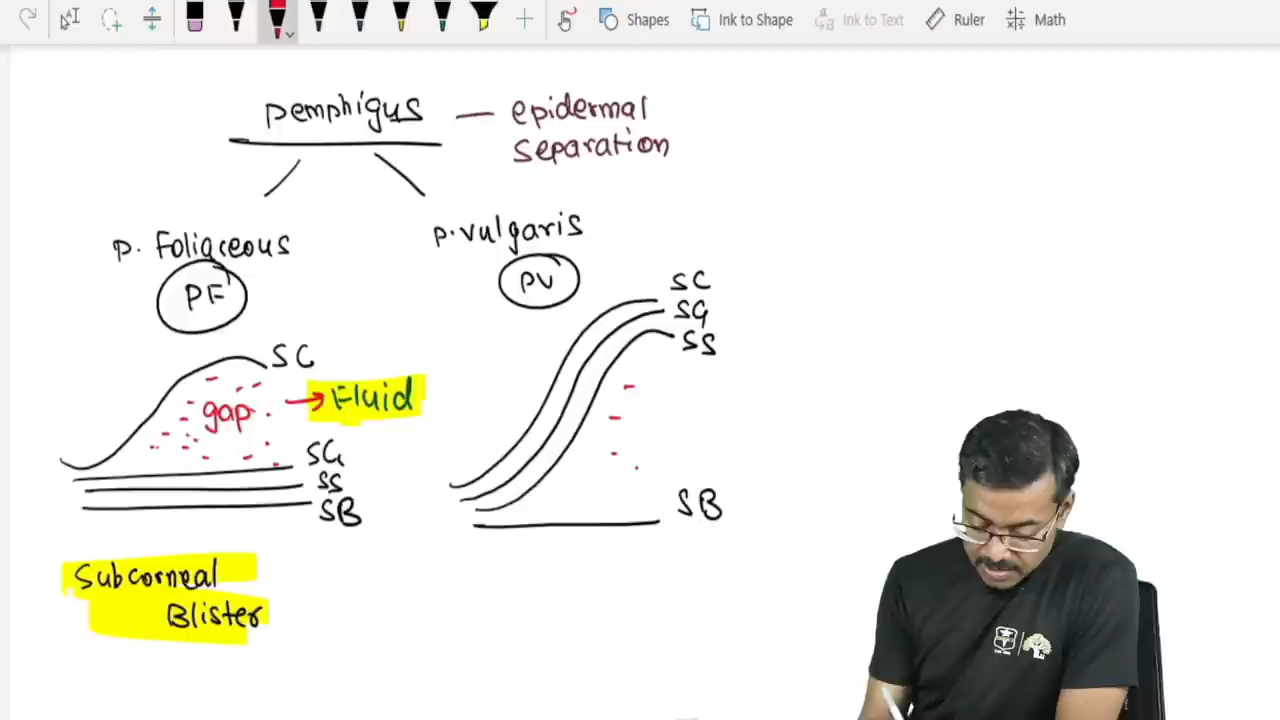 Shapes
Ink to Shape
Ink to Text
Ruler
Math
Pemphigus — epidermal
separation
P. Foliaceous
P. vulgaris
PF
PV
SC
SG
SS
SC
gap → Fluid
SG
SS
SB
SB
Subcorneal
Blister